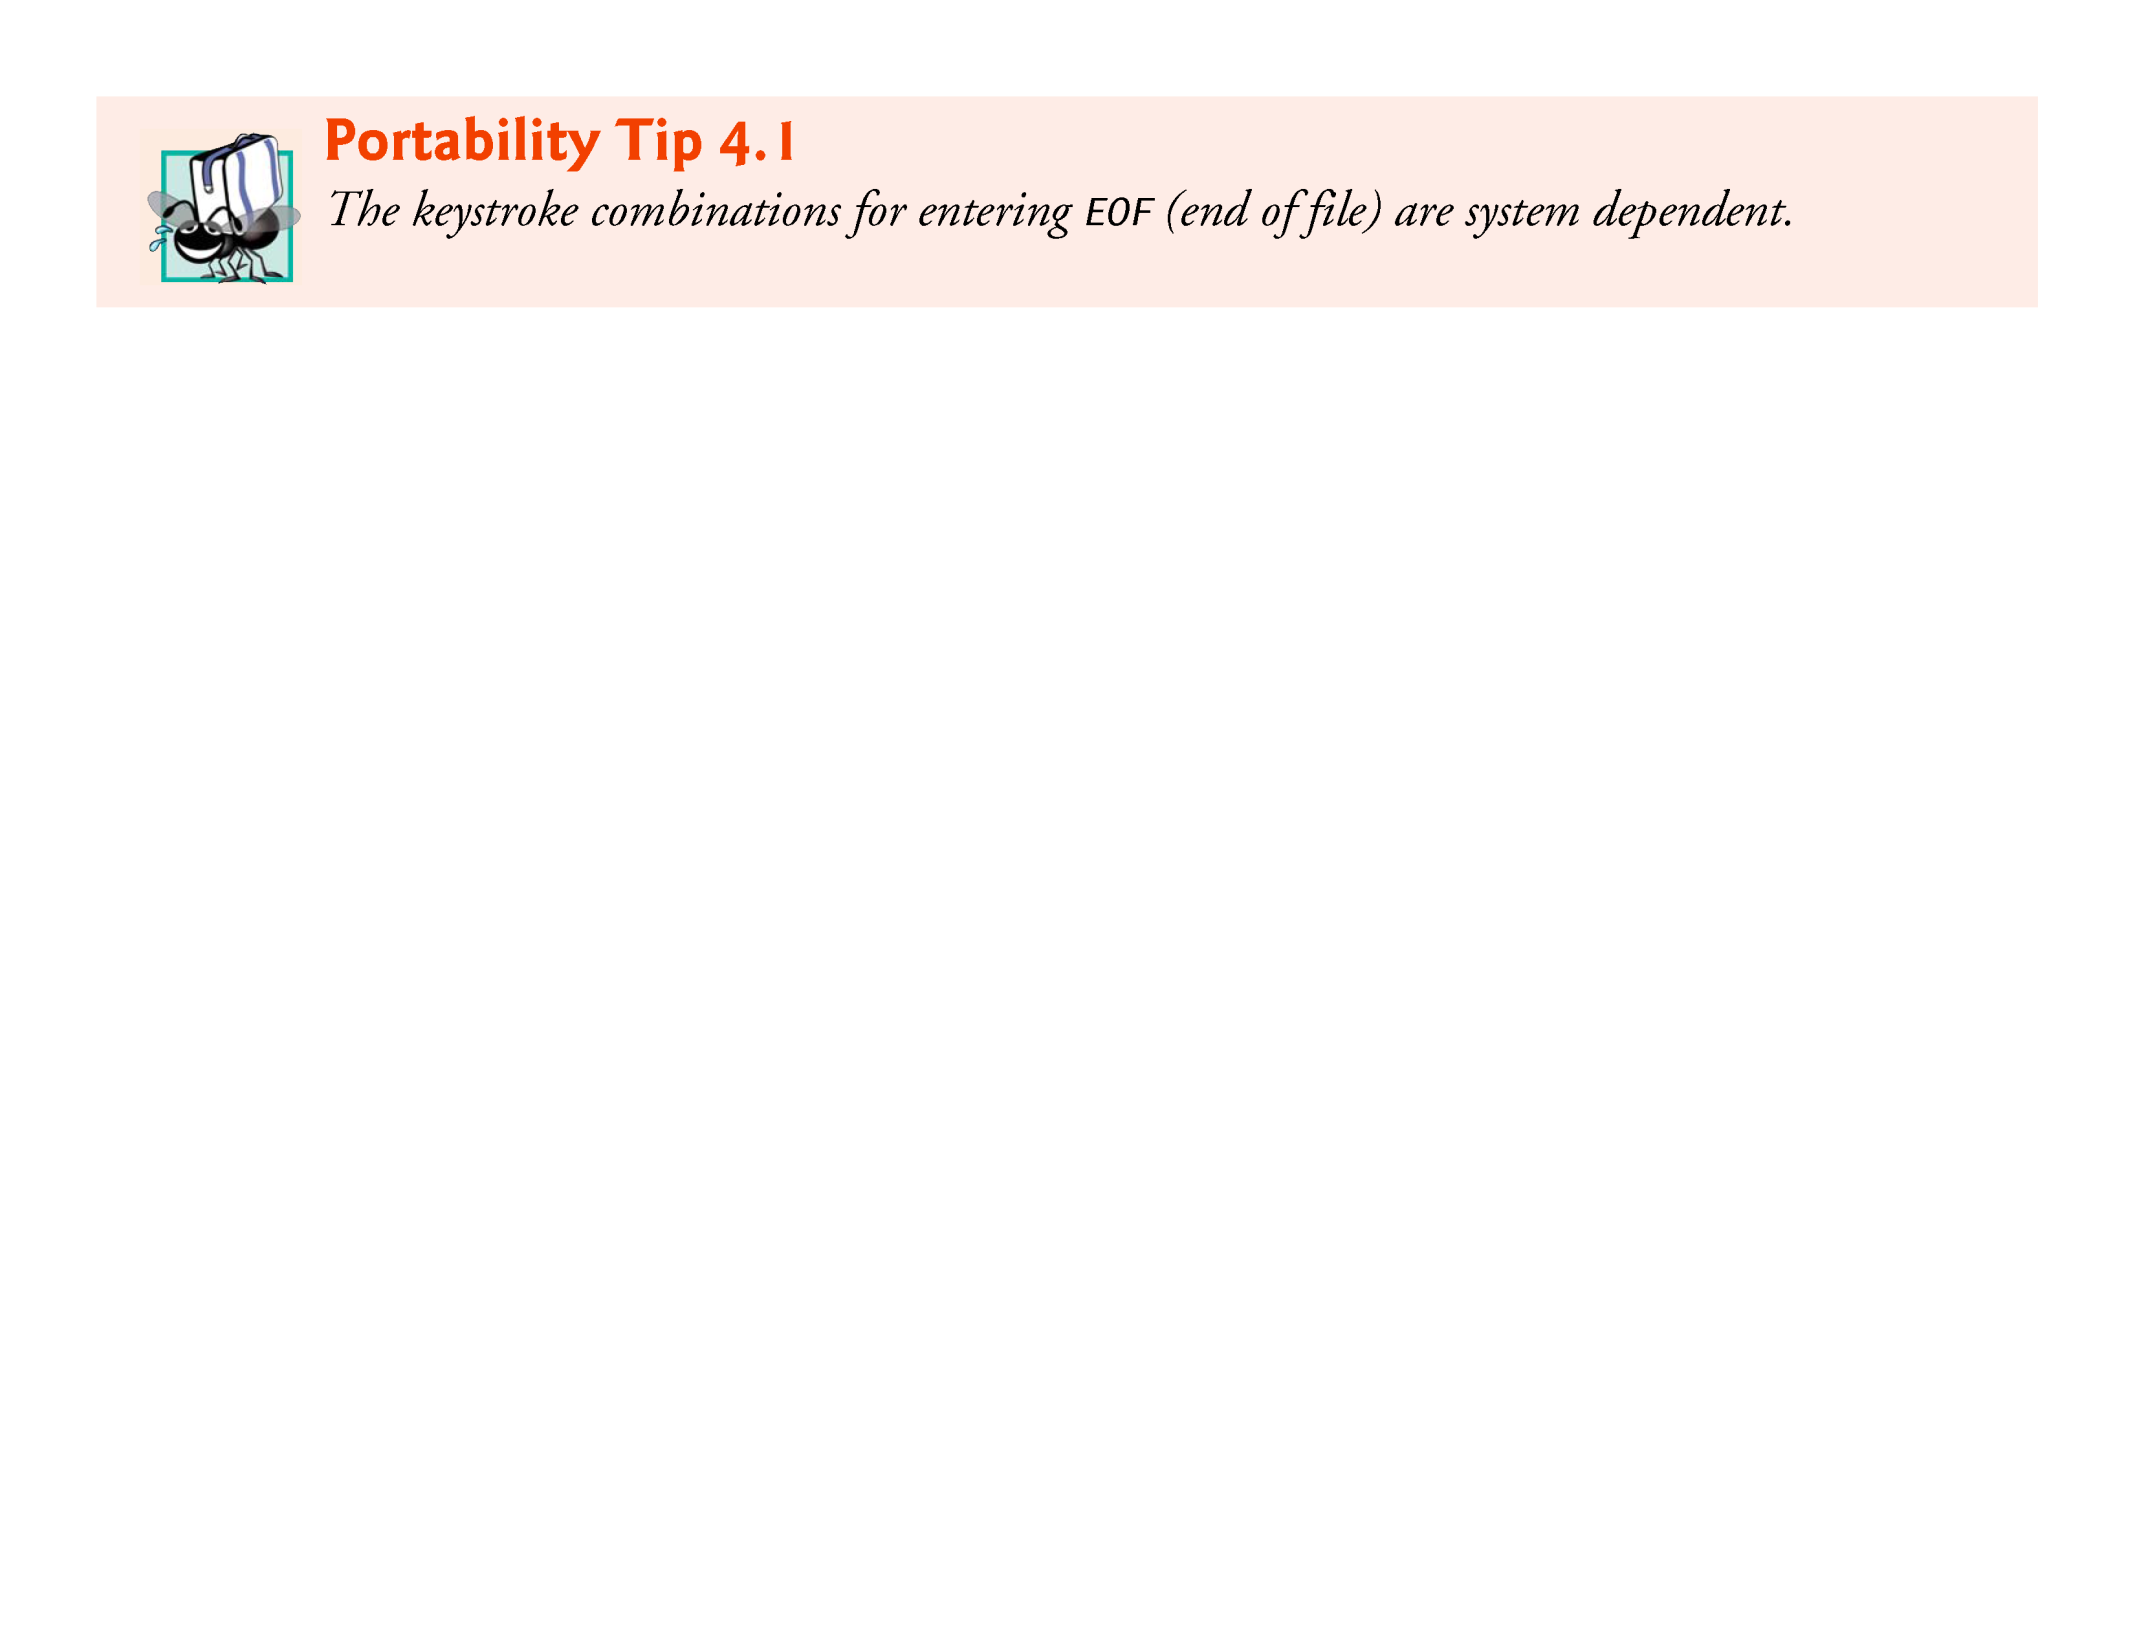 Portability Tip 4.1
The keystroke combinations for entering EOF (end of file) are system dependent.